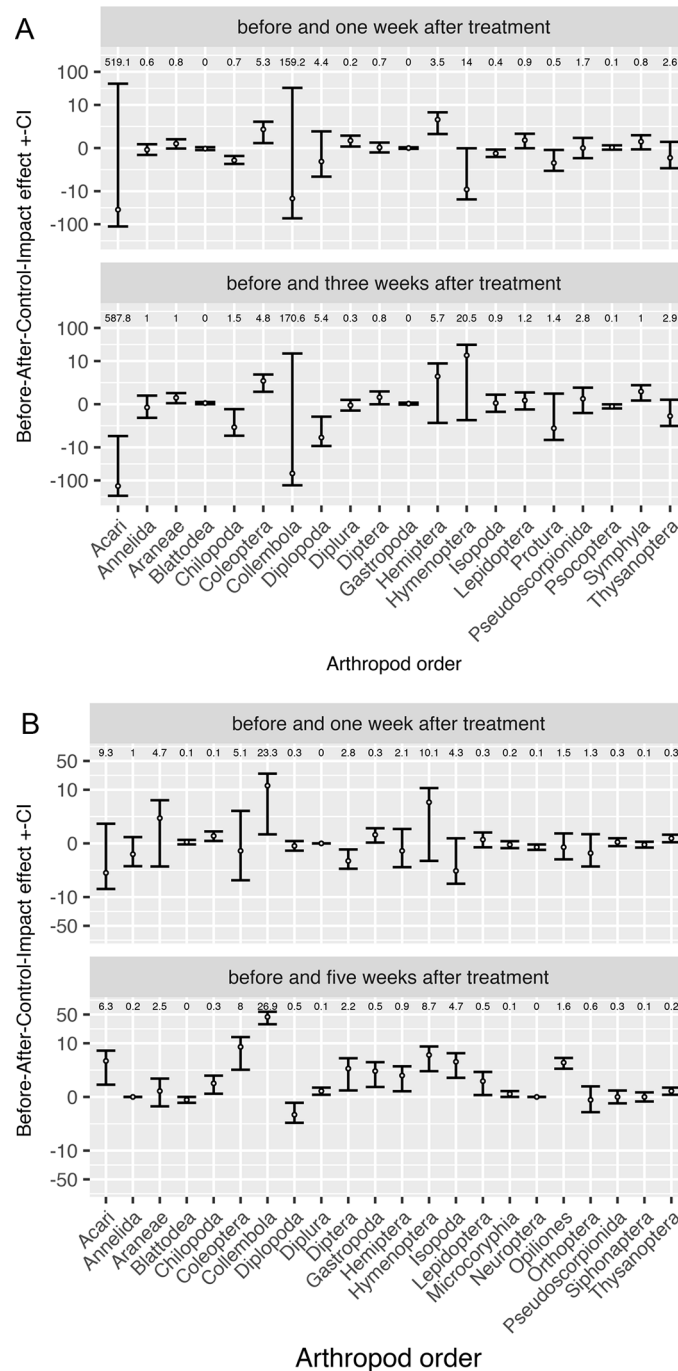 A
before and one week after treatment
519.1 0.6 0.8 0 0.7 5.3 159.2 4.4 0.2 0.7 0 3.5 14 0.4 0.9 0.5 1.7 0.1 0.8 2.6
100
10
0
-10
-100
before and three weeks after treatment
587.8 1 1 0 1.5 4.8 170.6 5.4 0.3 0.8 0 5.7 20.5 0.9 1.2 1.4 2.8 0.1 1 2.9
100
10
0
-10
-100
Before-After-Control-Impact effect +-CI
Acari
Annelida
Araneae
Blattodea
Chilopoda
Coleoptera
Collembola
Diplopoda
Diplura
Diptera
Gastropoda
Hemiptera
Hymenoptera
Isopoda
Lepidoptera
Protura
Pseudoscorpionida
Psocoptera
Symphyla
Thysanoptera
Arthropod order
B
before and one week after treatment
9.3 1 4.7 0.1 0.1 5.1 23.3 0.3 0 2.8 0.3 2.1 10.1 4.3 0.3 0.2 0.1 1.5 1.3 0.3 0.1 0.3
50
10
0
-10
-50
before and five weeks after treatment
6.3 0.2 2.5 0 0.3 8 26.9 0.5 0.1 2.2 0.5 0.9 8.7 4.7 0.5 0.1 0 1.6 0.6 0.3 0.1 0.2
50
10
0
-10
-50
Before-After-Control-Impact effect +-CI
Acari
Annelida
Araneae
Blattodea
Chilopoda
Coleoptera
Collembola
Diplopoda
Diplura
Diptera
Gastropoda
Hemiptera
Hymenoptera
Isopoda
Lepidoptera
Microcoryphia
Neuroptera
Opiliones
Orthoptera
Pseudoscorpionida
Siphonaptera
Thysanoptera
Arthropod order